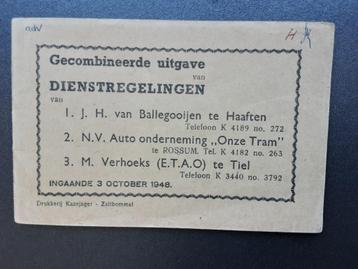 Gecombineerde uitgave
van
DIENSTREGELINGEN
van
1. J. H. van Ballegooijen te Haaften
Telefoon K 4189 no. 272
2. N.V. Auto onderneming „Onze Tram"
te ROSSUM. Tel. K 4182 no. 263
3. M. Verhoeks (E.T.A.O) te Tiel
Telefoon K 3440 no. 3792
INGAANDE 3 OCTOBER 1948.
Drukkerij Kazejager - Zaltbommel